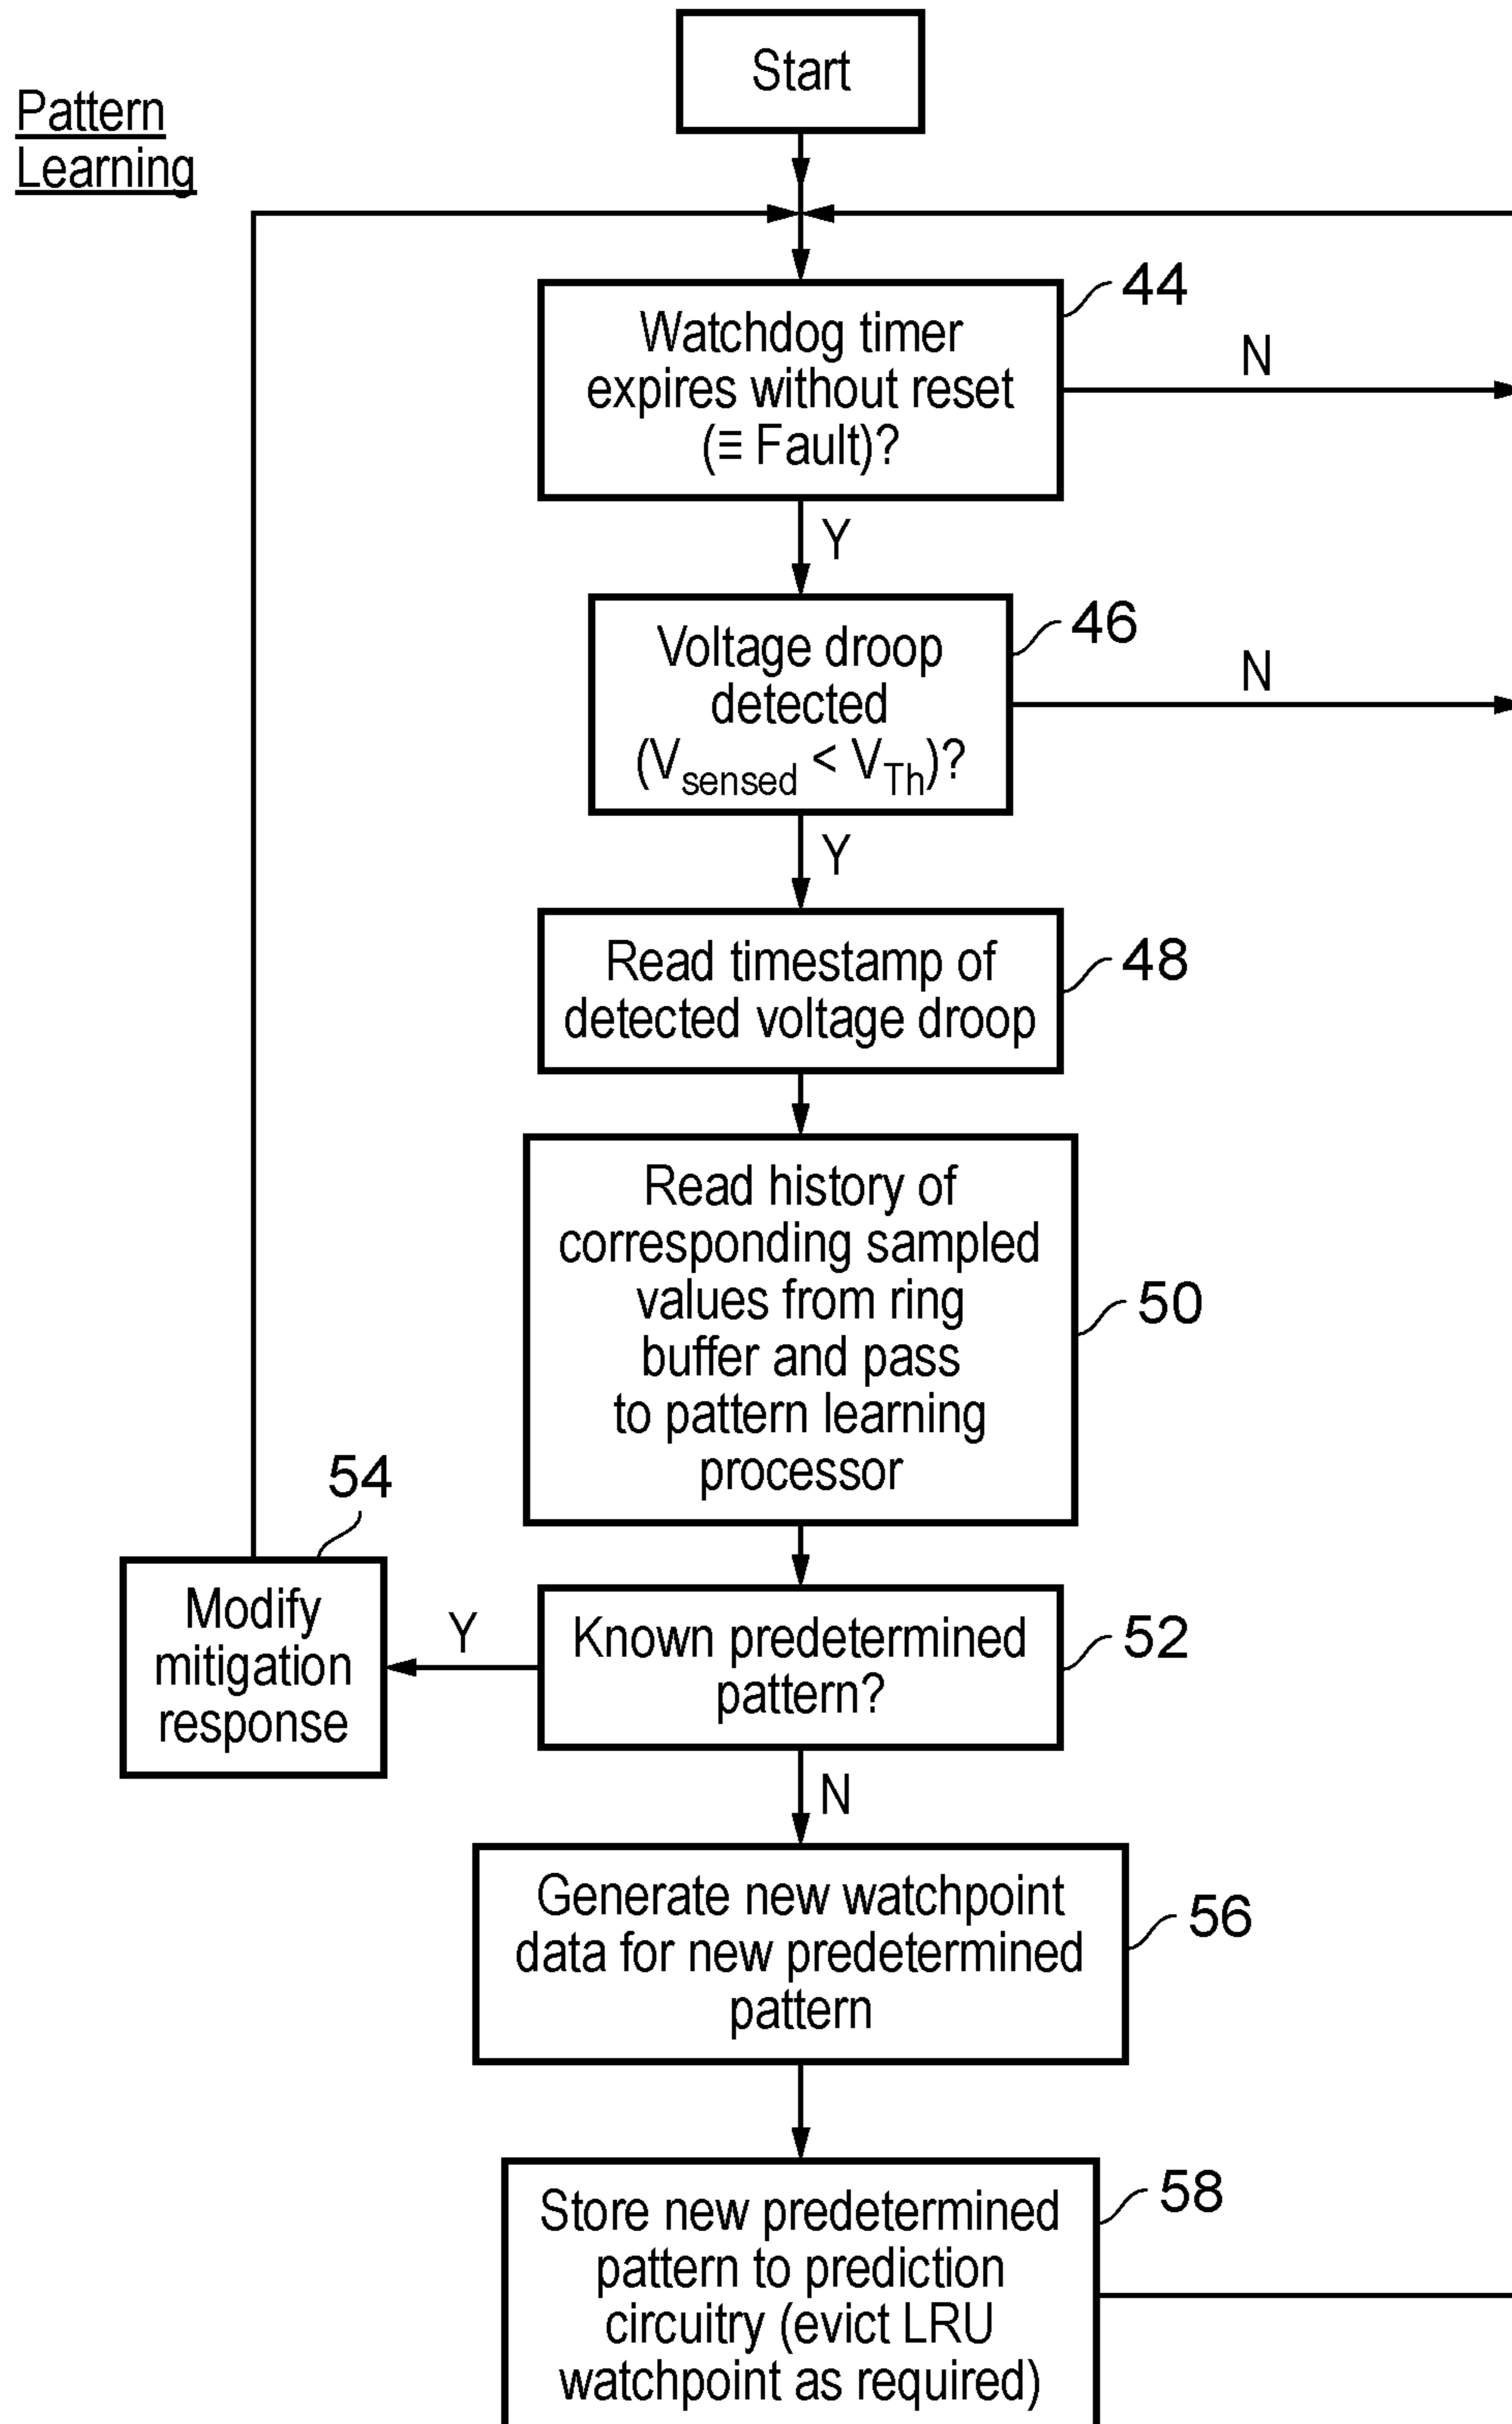 Start
Pattern
Learning
44
Watchdog timer
expires without reset
(≡ Fault)?
N
Y
46
Voltage droop
detected
(Vsensed < VTh)?
N
Y
48
Read timestamp of
detected voltage droop
Read history of
corresponding sampled
values from ring
buffer and pass
to pattern learning
processor
50
54
Modify
mitigation
response
Y
Known predetermined
pattern?
52
N
Generate new watchpoint
data for new predetermined
pattern
56
58
Store new predetermined
pattern to prediction
circuitry (evict LRU
watchpoint as required)